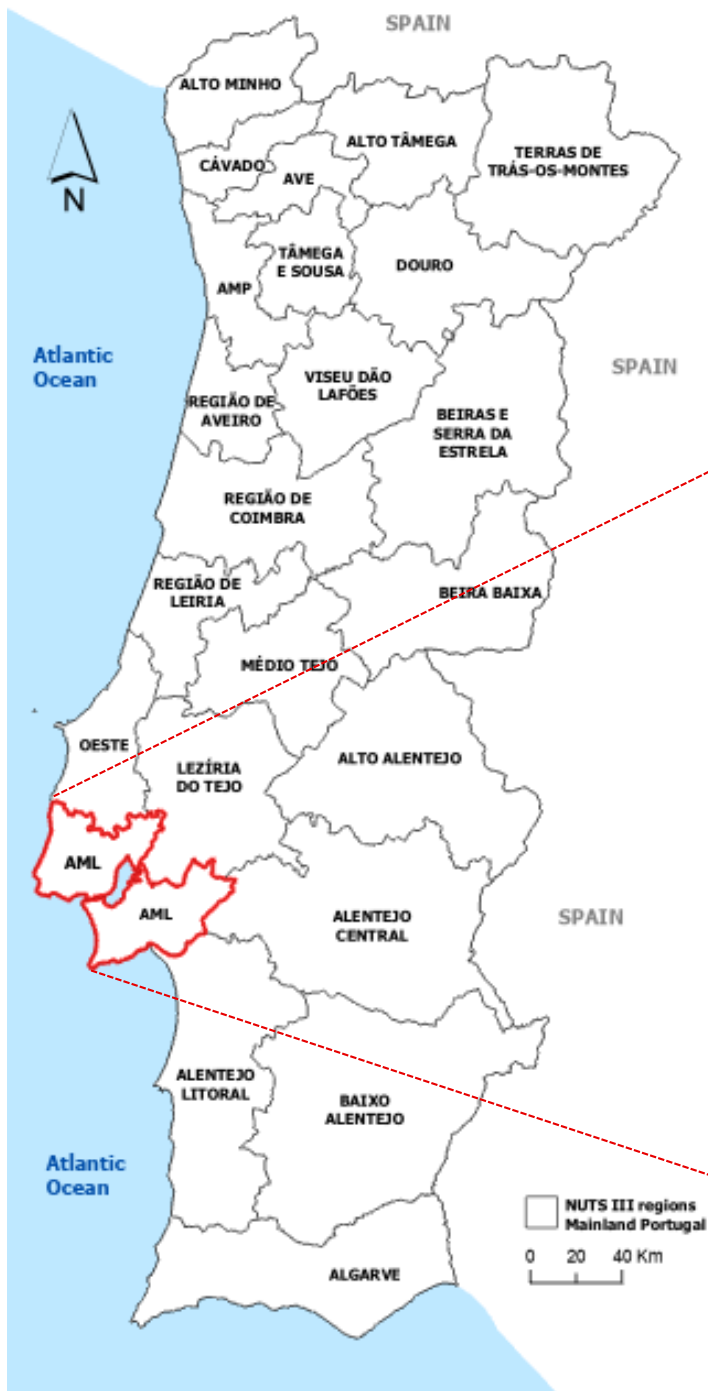 SPAIN
ALTO MINHO
ALTO TÂMEGA
TERRAS DE
TRÁS-OS-MONTES
CÁVADO
AVE
N
TÂMEGA
E SOUSA
DOURO
AMP
Atlantic
Ocean
VISEU DÃO
LAFÕES
SPAIN
REGIÃO DE
AVEIRO
BEIRAS E
SERRA DA
ESTRELA
REGIÃO DE
COIMBRA
REGIÃO DE
LEIRIA
BEIRA BAIXA
MÉDIO TEJO
OESTE
LEZÍRIA
DO TEJO
ALTO ALENTEJO
AML
AML
ALENTEJO
CENTRAL
SPAIN
ALENTEJO
LITORAL
BAIXO
ALENTEJO
Atlantic
Ocean
NUTS III regions
Mainland Portugal
0 20 40 Km
ALGARVE